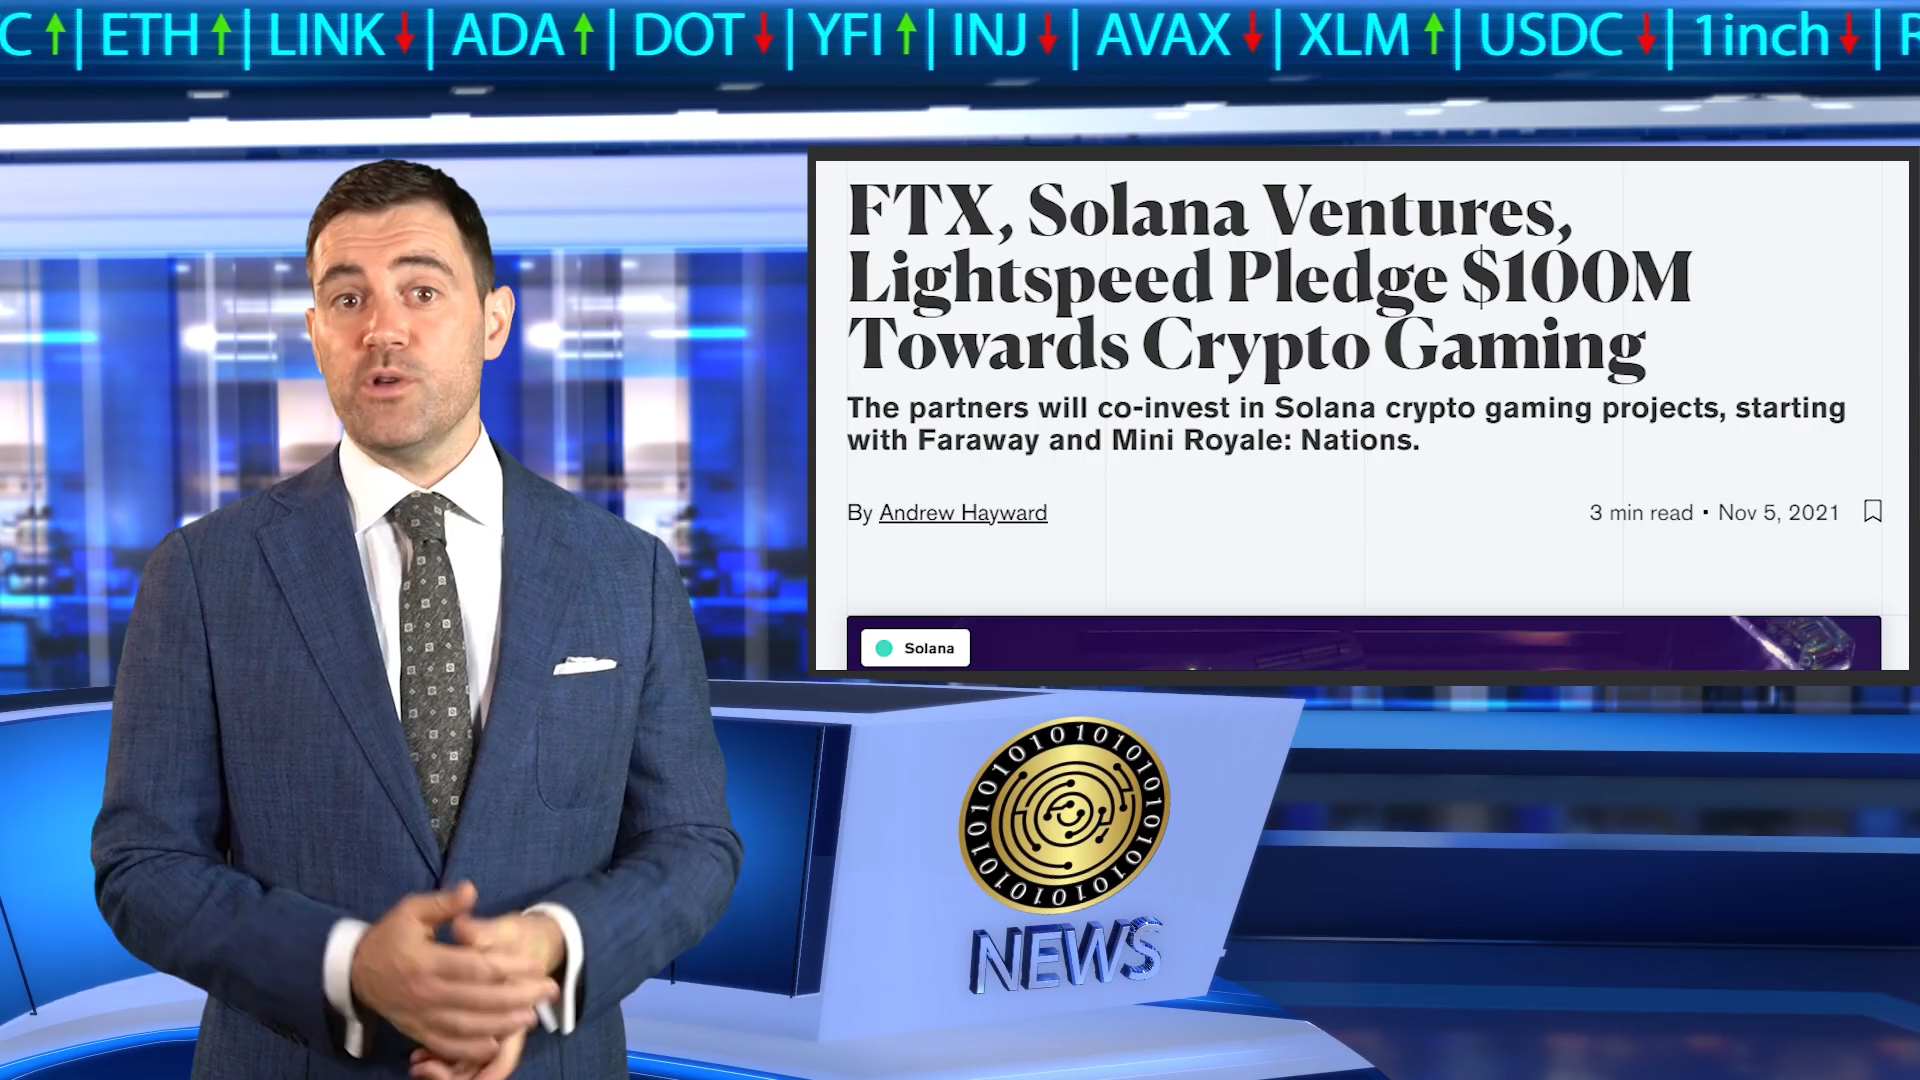 C | ETH | LINK | ADA | DOT | YFI | INJ | AVAX | XLM | USDC | 1inch | R
FTX, Solana Ventures,
Lightspeed Pledge $100M
Towards Crypto Gaming
The partners will co-invest in Solana crypto gaming projects, starting
with Faraway and Mini Royale: Nations.
By Andrew Hayward
3 min read • Nov 5, 2021
Solana
NEWS